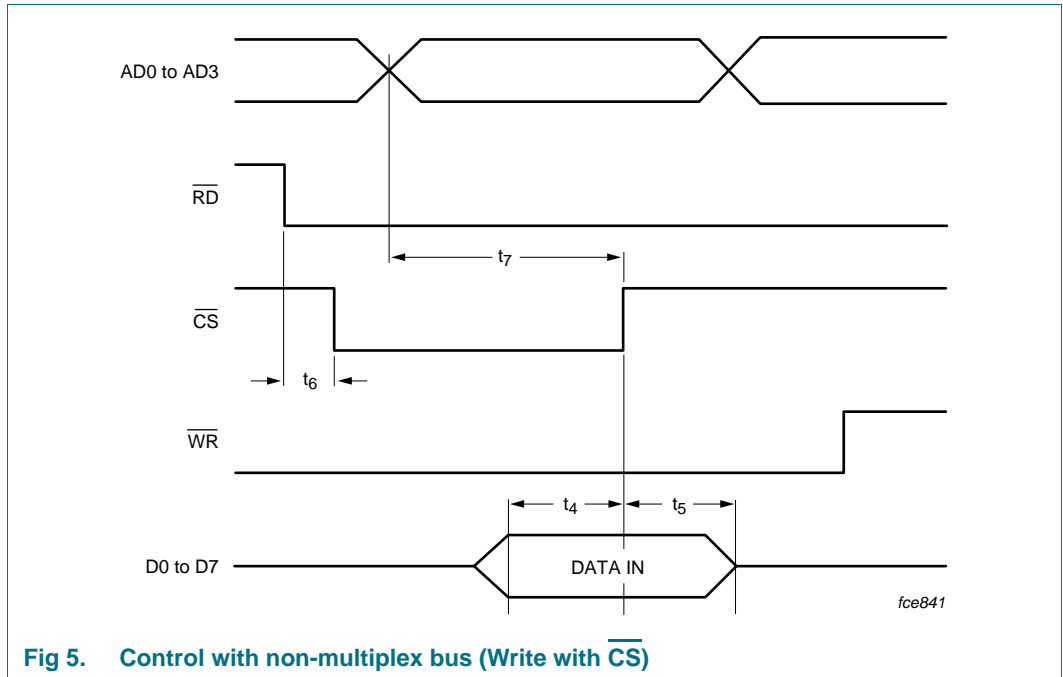 AD0 to AD3
RD
t7
CS
t6
WR
t4
t5
D0 to D7
DATA IN
fce841
Fig 5. Control with non-multiplex bus (Write with CS)